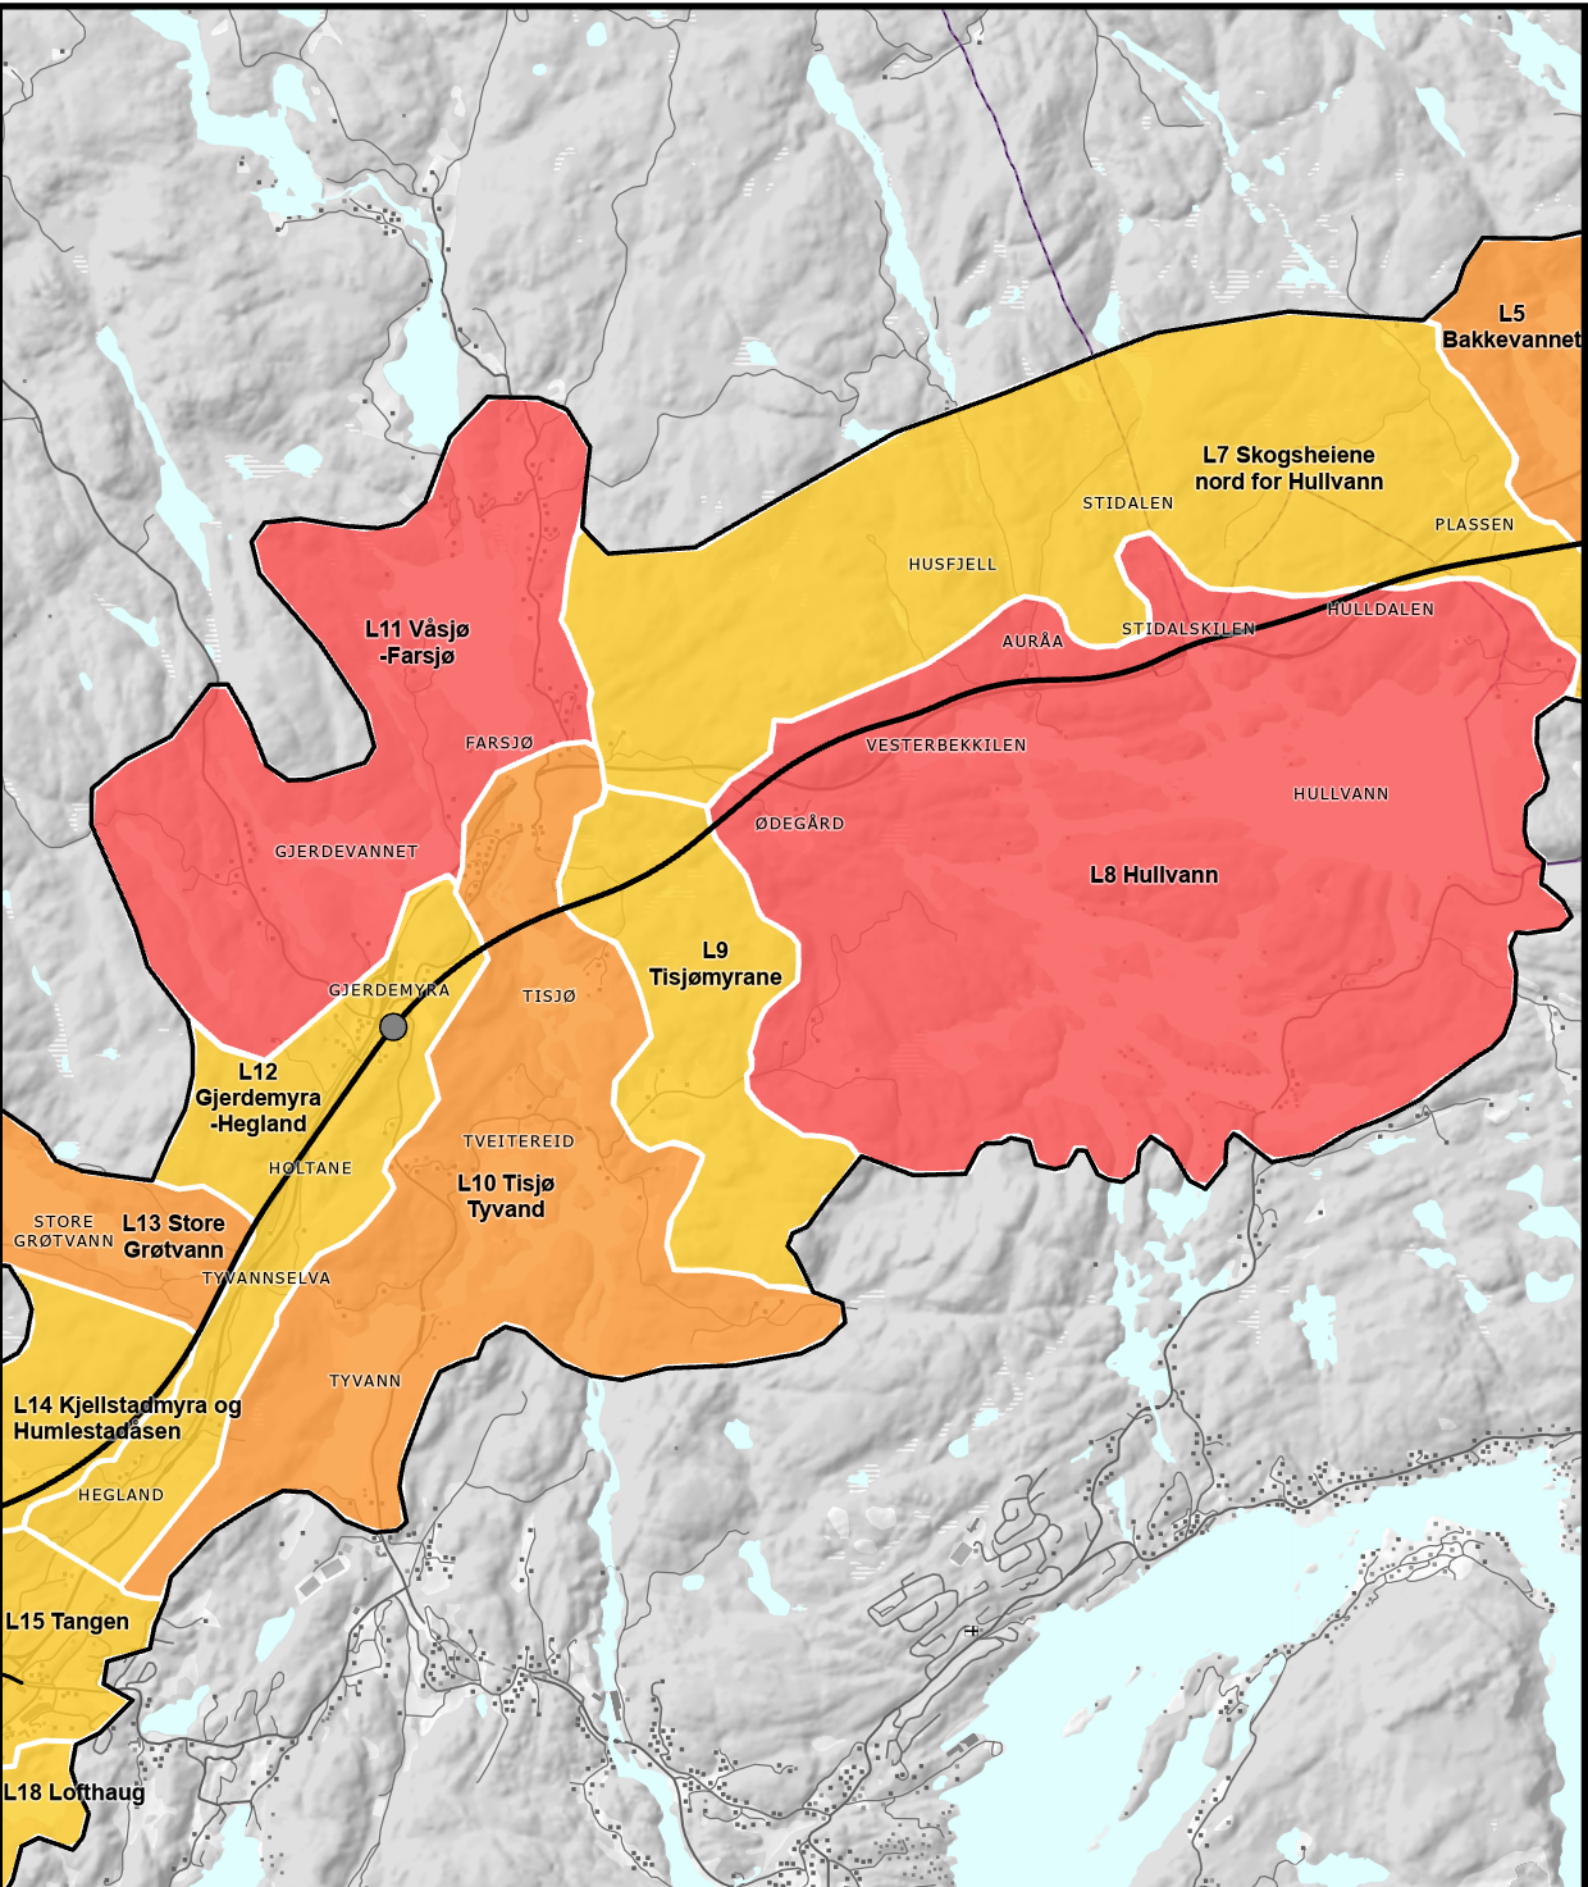 L5
Bakkevannet
L7 Skogsheiene
nord for Hullvann
STIDALEN
PLASSEN
HUSFJELL
HULLDALEN
L11 Våsjø
-Farsjø
STIDALSKILEN
AURÅA
FARSJØ
VESTERBEKKILEN
HULLVANN
ØDEGÅRD
GJERDEVANNET
L8 Hullvann
L9
Tisjømyrane
GJERDEMYRA
TISJØ
L12
Gjerdemyra
-Hegland
TVEITEREID
HOLTANE
L10 Tisjø
Tyvand
STORE
GRØTVANN
L13 Store
Grøtvann
TYVANNSELVA
TYVANN
L14 Kjellstadmyra og
Humlestadåsen
HEGLAND
L15 Tangen
L18 Lofthaug